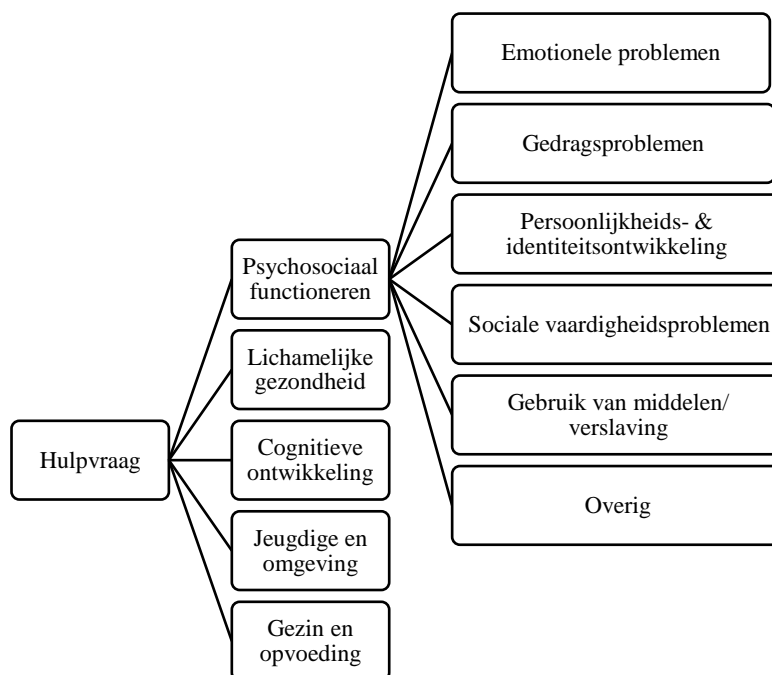 Hulpvraag
Psychosociaal
functioneren
Lichamelijke
gezondheid
Cognitieve
ontwikkeling
Jeugdige en
omgeving
Gezin en
opvoeding
Emotionele problemen
Gedragsproblemen
Persoonlijkheids- &
identiteitsontwikkeling
Sociale vaardigheidsproblemen
Gebruik van middelen/
verslaving
Overig